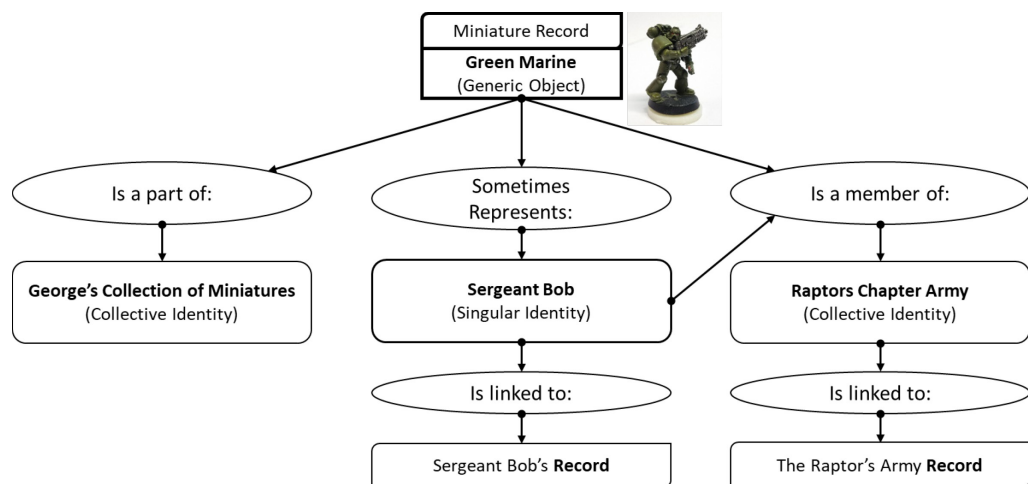 Miniature Record
Green Marine
(Generic Object)
Is a part of:
Sometimes
Represents:
Is a member of:
George’s Collection of Miniatures
(Collective Identity)
Sergeant Bob
(Singular Identity)
Raptors Chapter Army
(Collective Identity)
Is linked to:
Is linked to:
Sergeant Bob’s Record
The Raptor’s Army Record